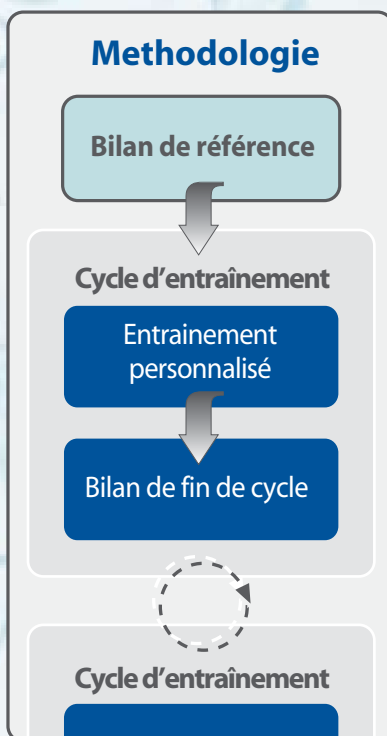 Methodologie
Bilan de référence
Cycle d'entraînement
Entrainement
personnalisé
Bilan de fin de cycle
Cycle d'entraînement